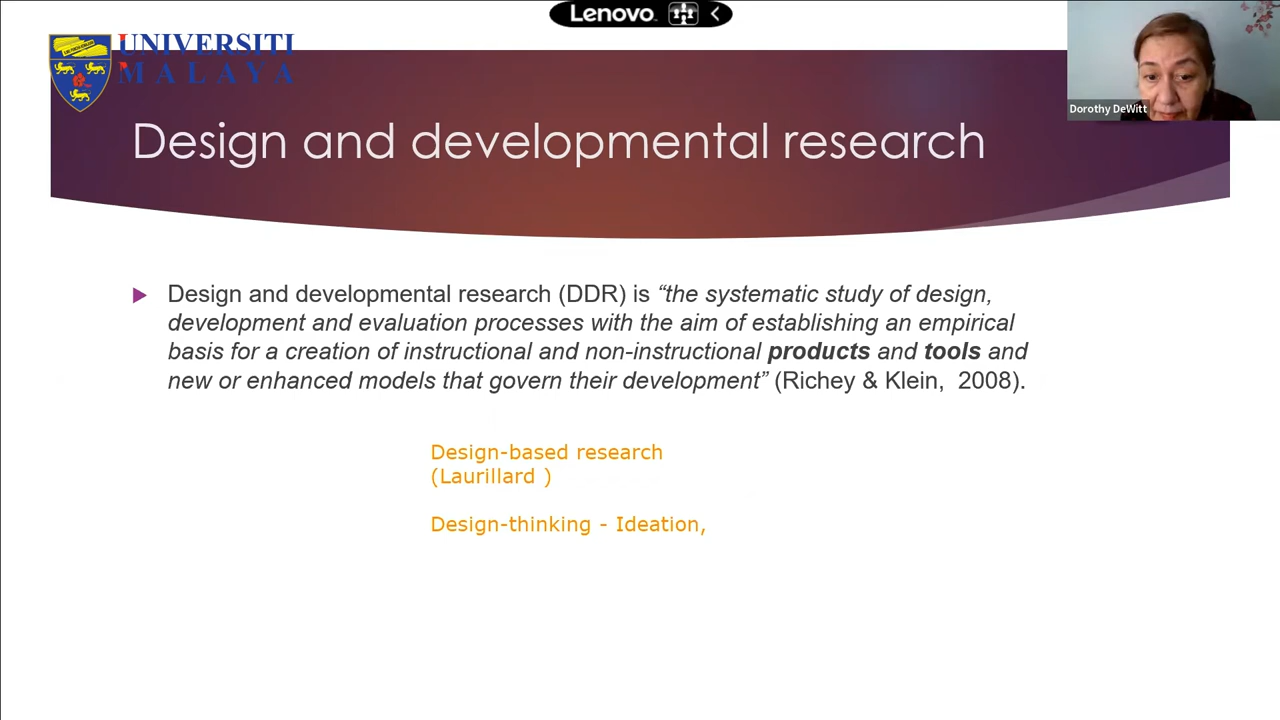 Lenovo
UNIVERSITI
MALAYA
Dorothy DeWitt
Design and developmental research
Design and developmental research (DDR) is “the systematic study of design,
development and evaluation processes with the aim of establishing an empirical
basis for a creation of instructional and non-instructional products and tools and
new or enhanced models that govern their development” (Richey & Klein,  2008).
Design-based research
(Laurillard )
Design-thinking - Ideation,